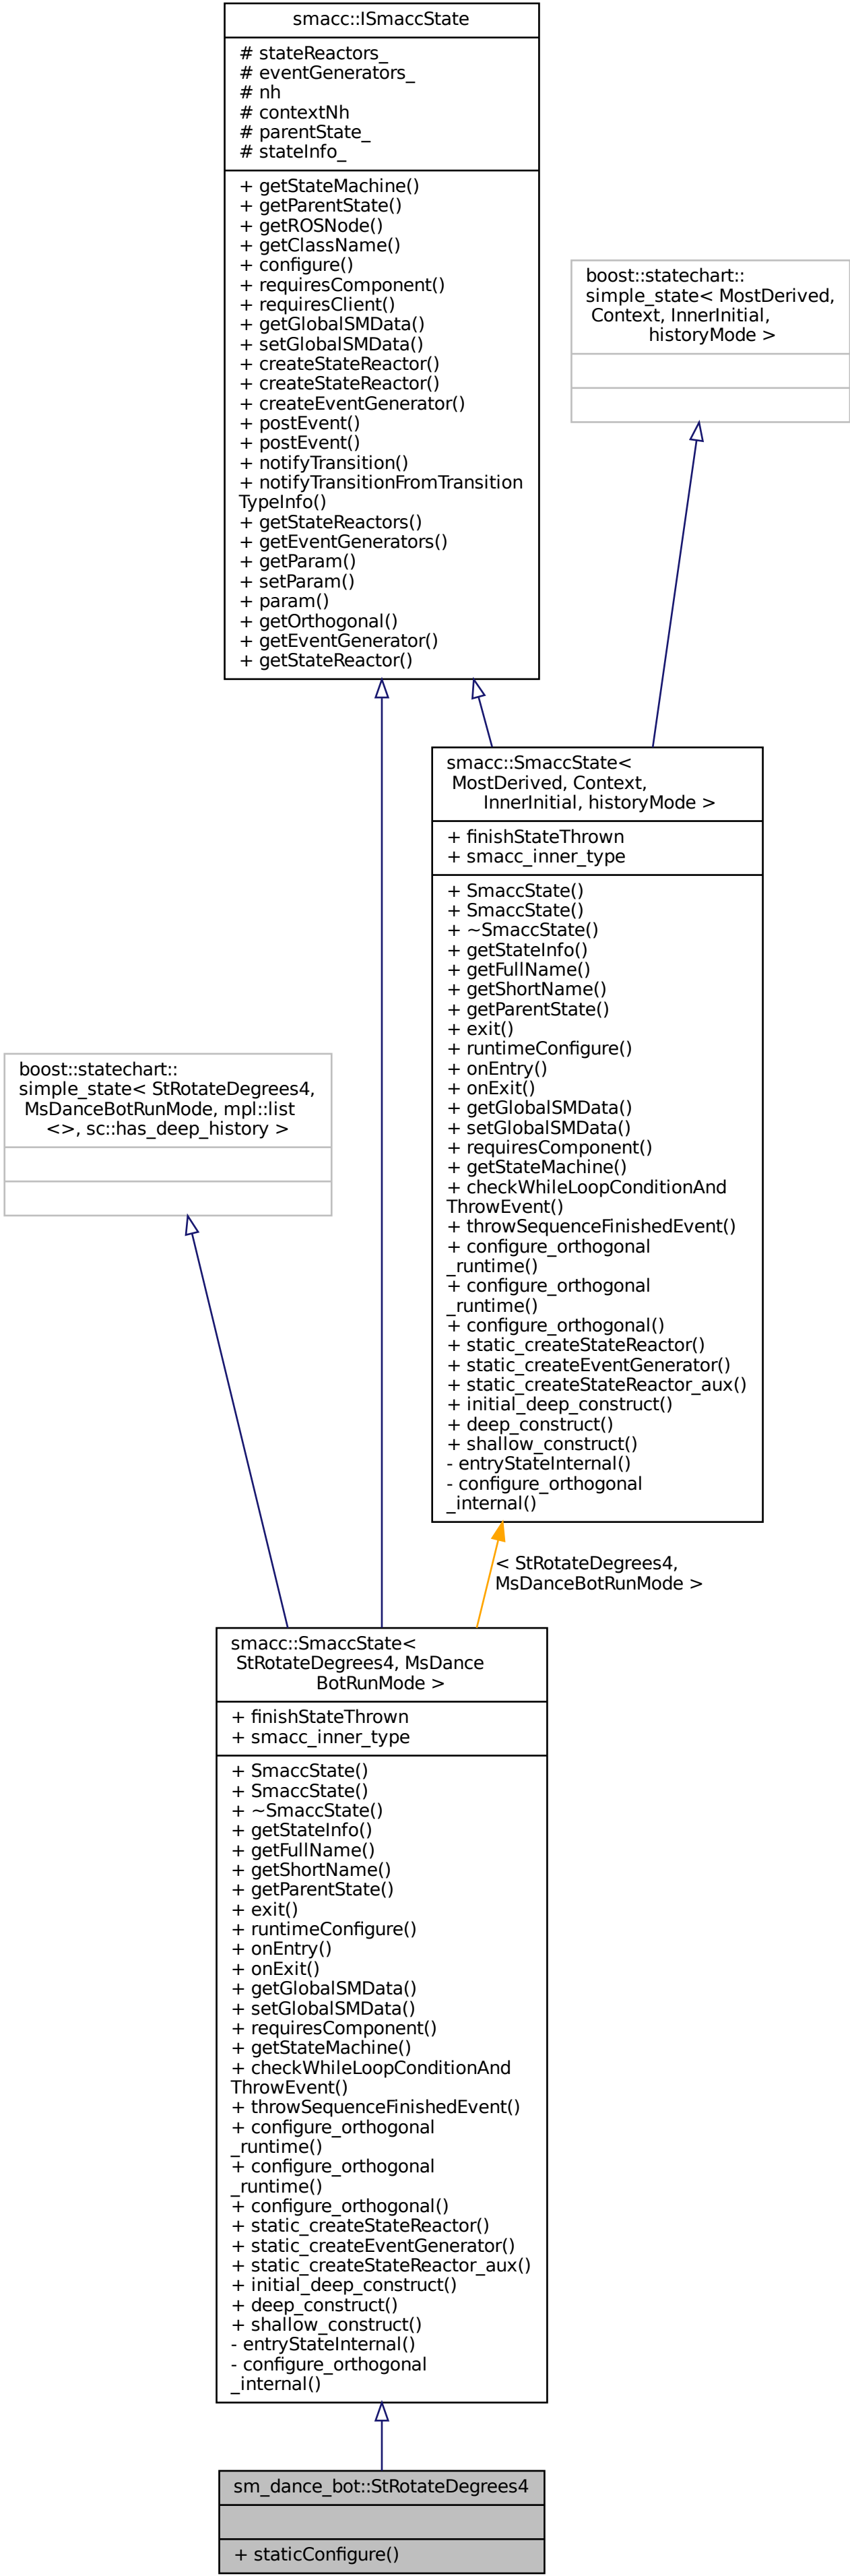 smacc::ISmaccState
# stateReactors_
# eventGenerators_
# nh
# contextNh
# parentState_
# stateInfo_
+ getStateMachine()
+ getParentState()
+ getROSNode()
+ getClassName()
+ configure()
+ requiresComponent()
+ requiresClient()
+ getGlobalSMData()
+ setGlobalSMData()
+ createStateReactor()
+ createStateReactor()
+ createEventGenerator()
+ postEvent()
+ postEvent()
+ notifyTransition()
+ notifyTransitionFromTransition
TypeInfo()
+ getStateReactors()
+ getEventGenerators()
+ getParam()
+ setParam()
+ param()
+ getOrthogonal()
+ getEventGenerator()
+ getStateReactor()
boost::statechart::
simple_state< MostDerived,
Context, InnerInitial,
historyMode >
smacc::SmaccState<
MostDerived, Context,
InnerInitial, historyMode >
+ finishStateThrown
+ smacc_inner_type
+ SmaccState()
+ SmaccState()
+ ~SmaccState()
+ getStateInfo()
+ getFullName()
+ getShortName()
+ getParentState()
+ exit()
+ runtimeConfigure()
+ onEntry()
+ onExit()
+ getGlobalSMData()
+ setGlobalSMData()
+ requiresComponent()
+ getStateMachine()
+ checkWhileLoopConditionAnd
ThrowEvent()
+ throwSequenceFinishedEvent()
+ configure_orthogonal
_runtime()
+ configure_orthogonal
_runtime()
+ configure_orthogonal()
+ static_createStateReactor()
+ static_createEventGenerator()
+ static_createStateReactor_aux()
+ initial_deep_construct()
+ deep_construct()
+ shallow_construct()
- entryStateInternal()
- configure_orthogonal
_internal()
boost::statechart::
simple_state< StRotateDegrees4,
MsDanceBotRunMode, mpl::list
<>, sc::has_deep_history >
< StRotateDegrees4,
MsDanceBotRunMode >
smacc::SmaccState<
StRotateDegrees4, MsDance
BotRunMode >
+ finishStateThrown
+ smacc_inner_type
+ SmaccState()
+ SmaccState()
+ ~SmaccState()
+ getStateInfo()
+ getFullName()
+ getShortName()
+ getParentState()
+ exit()
+ runtimeConfigure()
+ onEntry()
+ onExit()
+ getGlobalSMData()
+ setGlobalSMData()
+ requiresComponent()
+ getStateMachine()
+ checkWhileLoopConditionAnd
ThrowEvent()
+ throwSequenceFinishedEvent()
+ configure_orthogonal
_runtime()
+ configure_orthogonal
_runtime()
+ configure_orthogonal()
+ static_createStateReactor()
+ static_createEventGenerator()
+ static_createStateReactor_aux()
+ initial_deep_construct()
+ deep_construct()
+ shallow_construct()
- entryStateInternal()
- configure_orthogonal
_internal()
sm_dance_bot::StRotateDegrees4
+ staticConfigure()